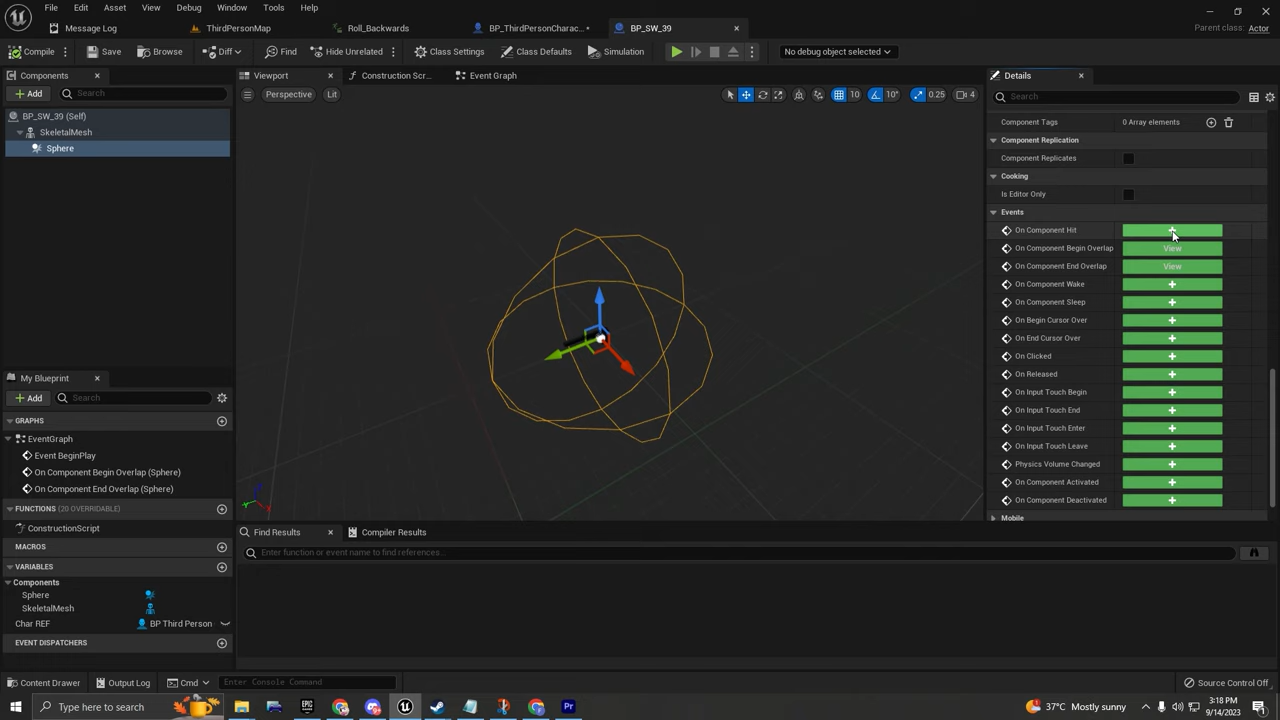 File Edit Asset View Debug Window Tools Help
Message Log ThirdPersonMap Roll_Backwards BP_ThirdPersonCharac...• BP_SW_39 Parent class: Actor
Compile Save Browse Diff Find Hide Unrelated Class Settings Class Defaults Simulation No debug object selected
Components Viewport Construction Scr... Event Graph Details
Add Search Perspective Lit 10 10° 0.25 4 Search
BP_SW_39 (Self)
SkeletalMesh
Sphere
Component Tags 0 Array elements
Component Replication
Component Replicates
Cooking
Is Editor Only
Events
On Component Hit
On Component Begin Overlap View
On Component End Overlap View
On Component Wake
On Component Sleep
On Begin Cursor Over
On End Cursor Over
On Clicked
On Released
On Input Touch Begin
On Input Touch End
On Input Touch Enter
On Input Touch Leave
Physics Volume Changed
On Component Activated
On Component Deactivated
Mobile
My Blueprint
Add Search
GRAPHS
EventGraph
Event BeginPlay
On Component Begin Overlap (Sphere)
On Component End Overlap (Sphere)
FUNCTIONS (20 OVERRIDABLE)
ConstructionScript
MACROS
VARIABLES
Components
Sphere
SkeletalMesh
Char REF BP Third Person
EVENT DISPATCHERS
Find Results Compiler Results
Enter function or event name to find references...
Content Drawer Output Log Cmd Enter Console Command Source Control Off
Type here to search 37°C Mostly sunny 3:18 PM
9/14/2023